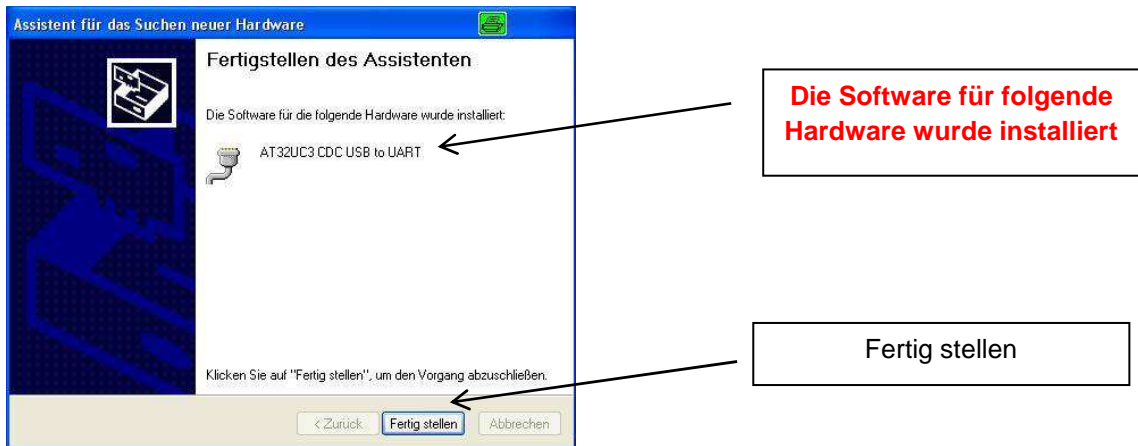 Assistent für das Suchen neuer Hardware
Fertigstellen des Assistenten
Die Software für die folgende Hardware wurde installiert:
AT32UC3 CDC USB to UART
Klicken Sie auf "Fertig stellen", um den Vorgang abzuschließen.
< Zurück
Fertig stellen
Abbrechen
Die Software für folgende
Hardware wurde installiert
Fertig stellen